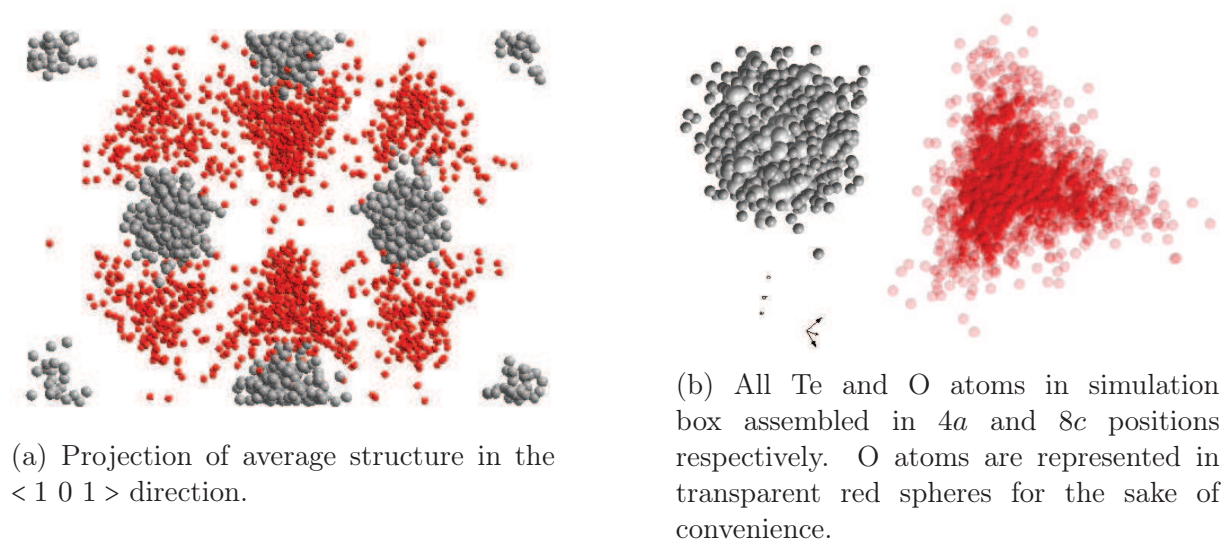 (a) Projection of average structure in the
< 1 0 1 > direction.
(b) All Te and O atoms in simulation
box assembled in 4a and 8c positions
respectively. O atoms are represented in
transparent red spheres for the sake of
convenience.